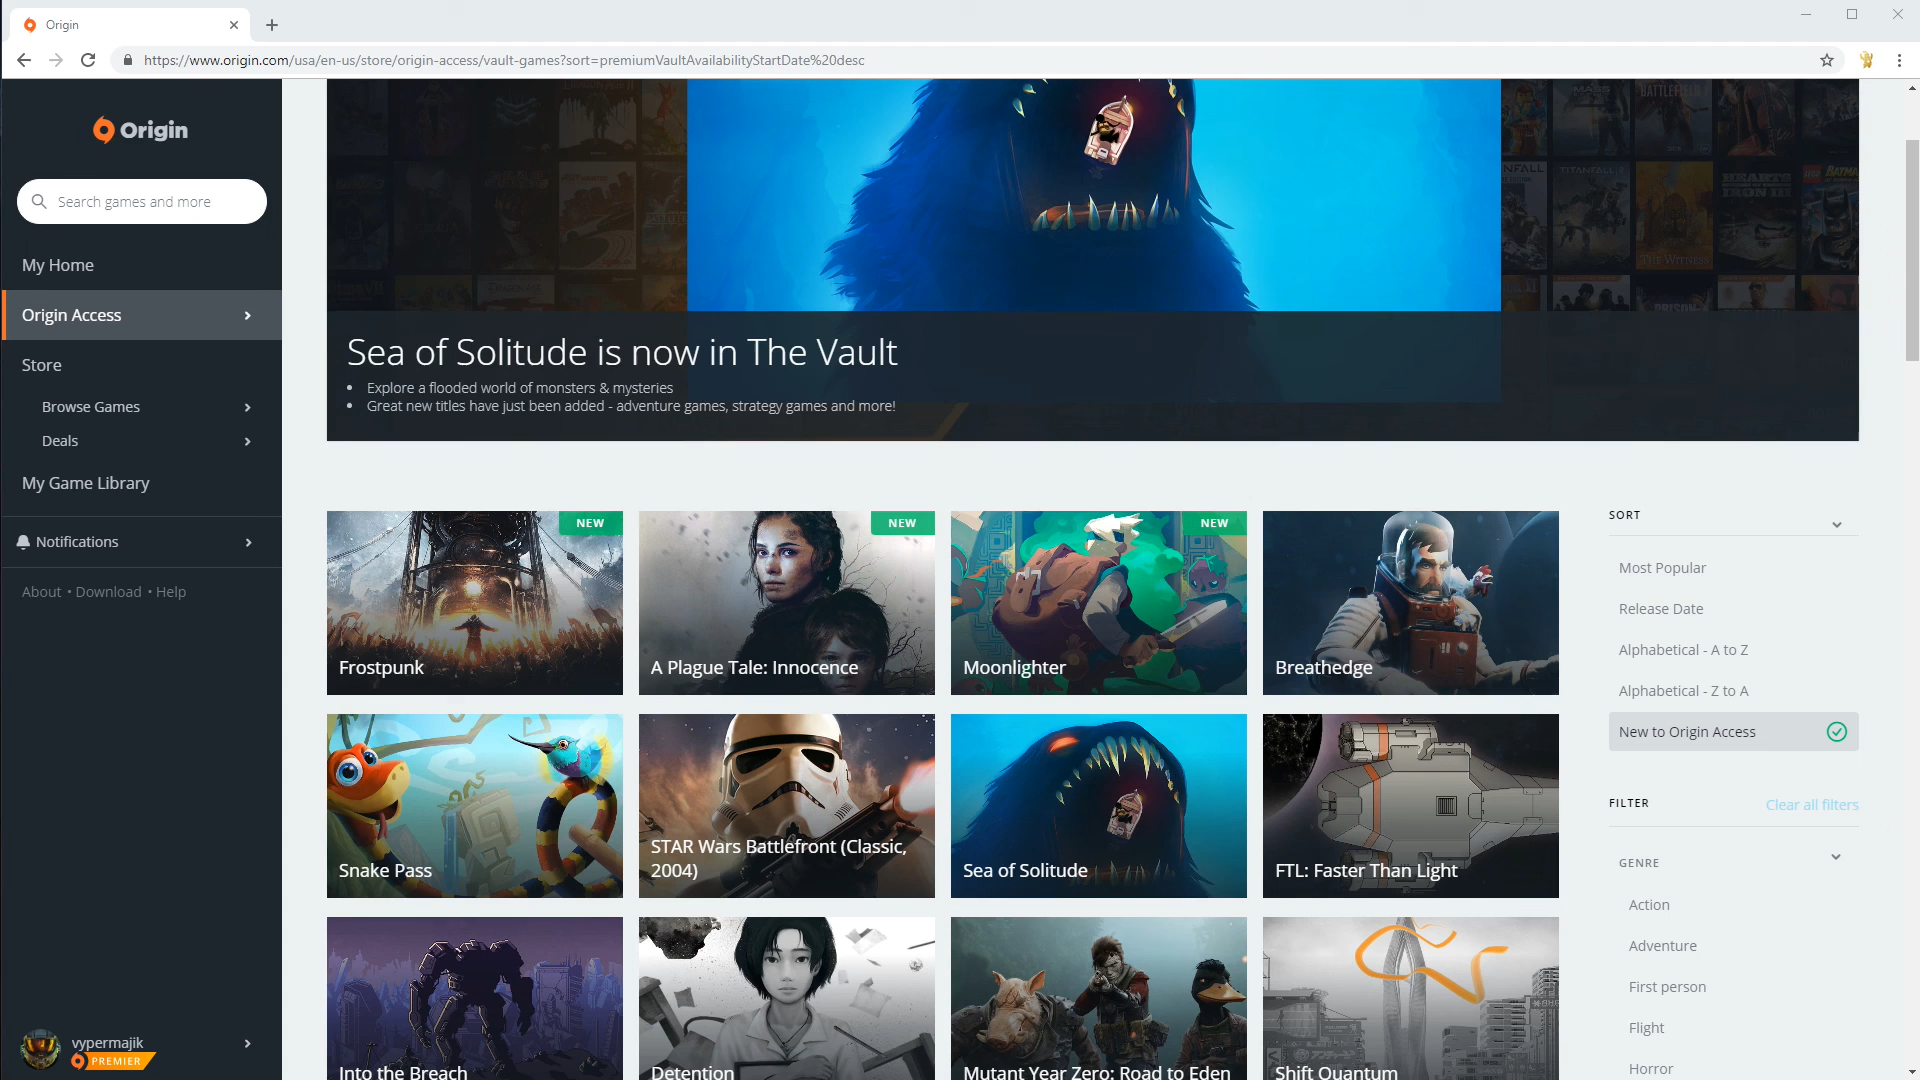 Origin
https://www.origin.com/usa/en-us/store/origin-access/vault-games?sort=premiumVaultAvailabilityStartDate%20desc
Origin
Search games and more
My Home
Origin Access
Store
Browse Games
Deals
My Game Library
Notifications
About • Download • Help
vypermajik
PREMIER
TITANFALL
THE WITNESS
HEARTS
Sea of Solitude is now in The Vault
• Explore a flooded world of monsters & mysteries
• Great new titles have just been added - adventure games, strategy games and more!
NEW
Frostpunk
NEW
A Plague Tale: Innocence
NEW
Moonlighter
Breathedge
Snake Pass
STAR Wars Battlefront (Classic,
2004)
Sea of Solitude
FTL: Faster Than Light
Into the Breach
Detention
Mutant Year Zero: Road to Eden
Shift Quantum
SORT
Most Popular
Release Date
Alphabetical - A to Z
Alphabetical - Z to A
New to Origin Access
FILTER
Clear all filters
GENRE
Action
Adventure
First person
Flight
Horror